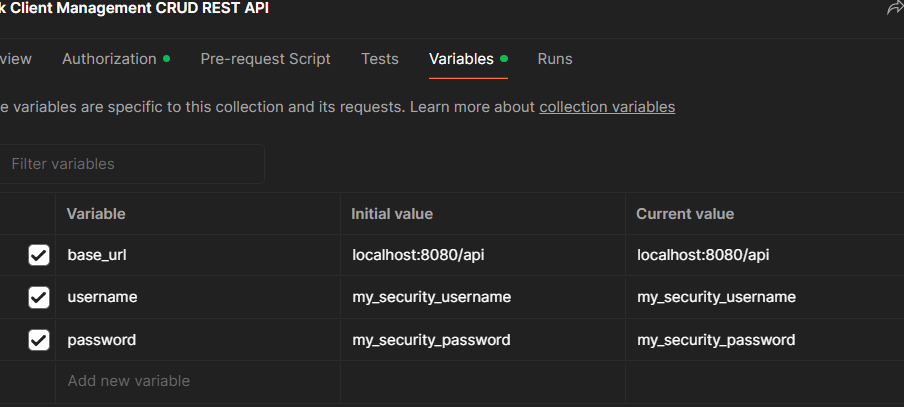 k Client Management CRUD REST API
view Authorization Pre-request Script Tests Variables Runs
e variables are specific to this collection and its requests. Learn more about collection variables
Filter variables
Variable Initial value Current value
base_url localhost:8080/api localhost:8080/api
username my_security_username my_security_username
password my_security_password my_security_password
Add new variable